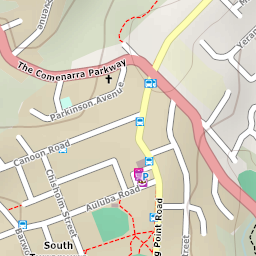 The Comenarra Parkway
Parkinson Avenue
Canoon Road
Chisholm Street
Auluba Road
P
Point Road
Street
South